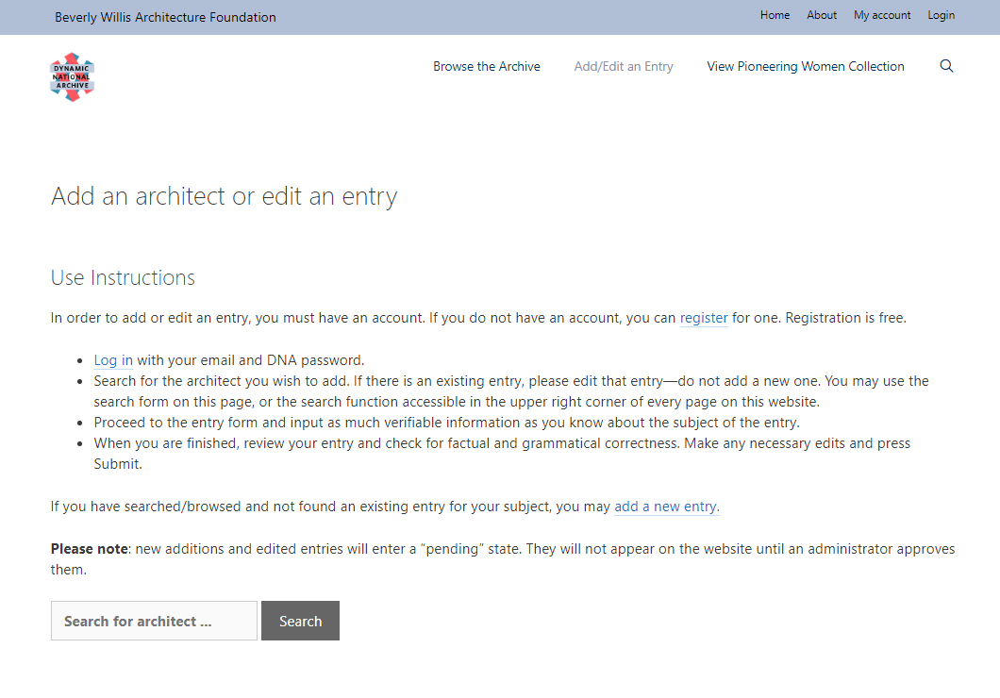 Beverly Willis Architecture Foundation
Home About My account Login
DYNAMIC
NATIONAL
ARCHIVE
Browse the Archive Add/Edit an Entry View Pioneering Women Collection
Add an architect or edit an entry
Use Instructions
In order to add or edit an entry, you must have an account. If you do not have an account, you can register for one. Registration is free.
• Log in with your email and DNA password.
• Search for the architect you wish to add. If there is an existing entry, please edit that entry—do not add a new one. You may use the
search form on this page, or the search function accessible in the upper right corner of every page on this website.
• Proceed to the entry form and input as much verifiable information as you know about the subject of the entry.
• When you are finished, review your entry and check for factual and grammatical correctness. Make any necessary edits and press
Submit.
If you have searched/browsed and not found an existing entry for your subject, you may add a new entry.
Please note: new additions and edited entries will enter a “pending” state. They will not appear on the website until an administrator approves
them.
Search for architect ... Search